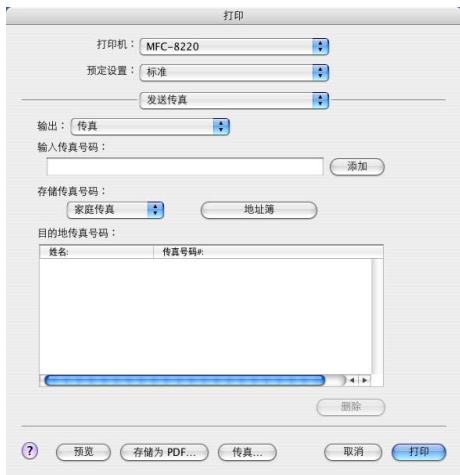 打印
打印机： MFC-8220
预定设置： 标准
发送传真
输出： 传真
输入传真号码：
添加
存储传真号码：
家庭传真 地址薄
目的地传真号码：
姓名: 传真号码#:
删除
? 预览 存储为 PDF... 传真... 取消 打印